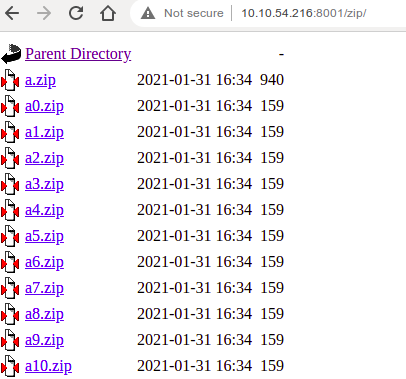 Not secure | 10.10.54.216:8001/zip/
Parent Directory -
a.zip 2021-01-31 16:34 940
a0.zip 2021-01-31 16:34 159
a1.zip 2021-01-31 16:34 159
a2.zip 2021-01-31 16:34 159
a3.zip 2021-01-31 16:34 159
a4.zip 2021-01-31 16:34 159
a5.zip 2021-01-31 16:34 159
a6.zip 2021-01-31 16:34 159
a7.zip 2021-01-31 16:34 159
a8.zip 2021-01-31 16:34 159
a9.zip 2021-01-31 16:34 159
a10.zip 2021-01-31 16:34 159